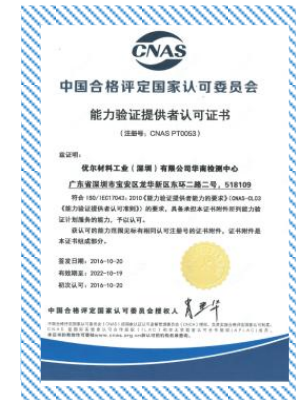 CNAS
中国合格评定国家认可委员会
能力验证提供者认可证书
（注册号：CNAS PT0053）
兹证明：
优尔材料工业（深圳）有限公司华南检测中心
广东省深圳市宝安区龙华新区东环二路二号，518109
符合 ISO/IEC17043：2010《能力验证提供者能力的要求》（CNAS-CL03
《能力验证提供者认可准则》）的要求，具备承担本证书附件所列能力验
证计划服务的能力，予以认可。
获认可的能力范围见标有相同认可注册号的证书附件，证书附件是
本证书组成部分。
签发日期：2016-10-20
有效期至：2022-10-19
初次认可：2016-10-20
中国合格评定国家认可委员会授权人